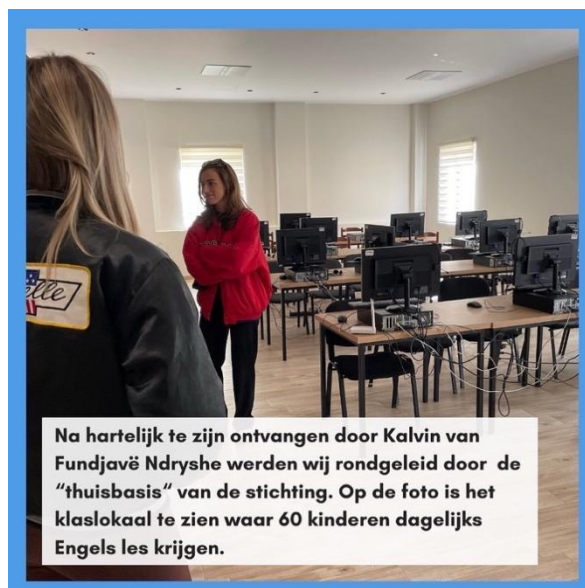 elle
Na hartelijk te zijn ontvangen door Kalvin van
Fundjavë Ndryshe werden wij rondgeleid door de
“thuisbasis“ van de stichting. Op de foto is het
klaslokaal te zien waar 60 kinderen dagelijks
Engels les krijgen.